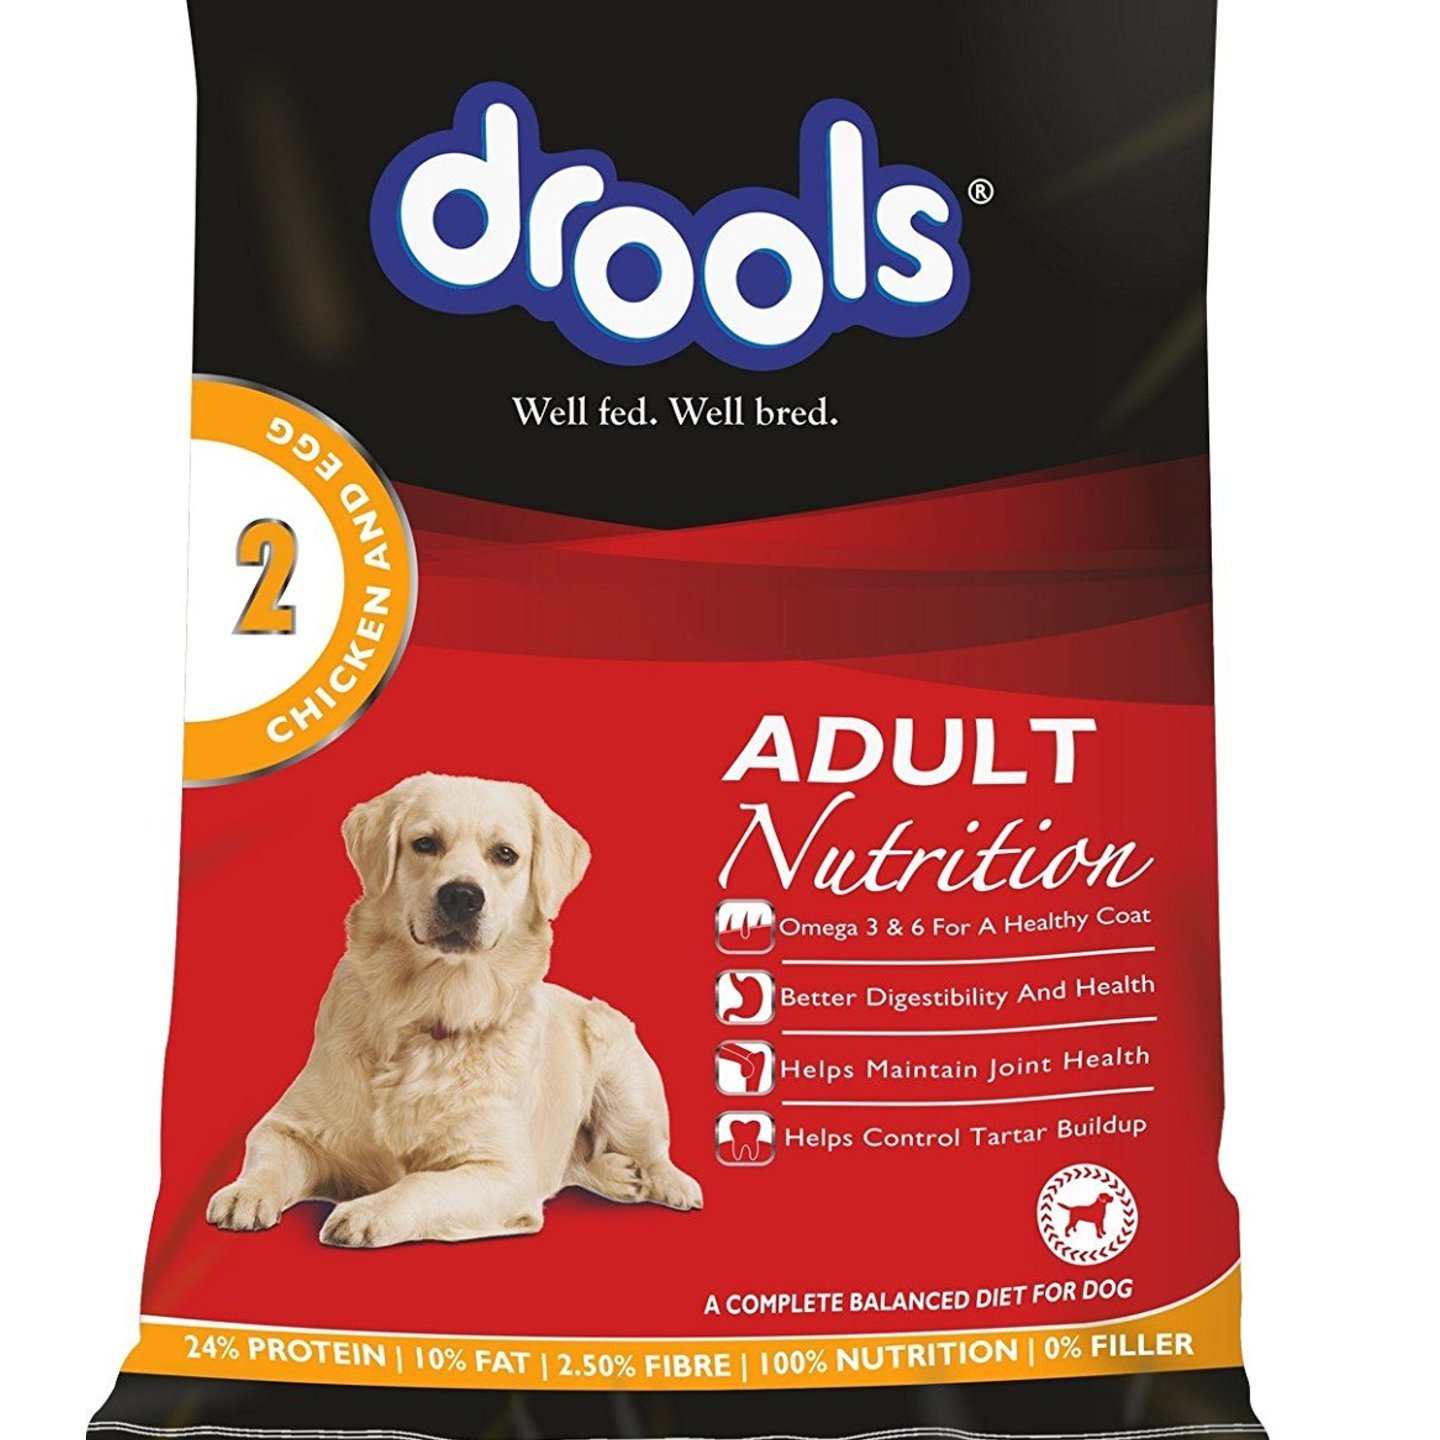 drools®
Well fed. Well bred.
CHICKEN AND EGG
2
ADULT
Nutrition
Omega 3 & 6 For A Healthy Coat
Better Digestibility And Health
Helps Maintain Joint Health
Helps Control Tartar Buildup
A COMPLETE BALANCED DIET FOR DOG
24% PROTEIN | 10% FAT | 2.50% FIBRE | 100% NUTRITION | 0% FILLER